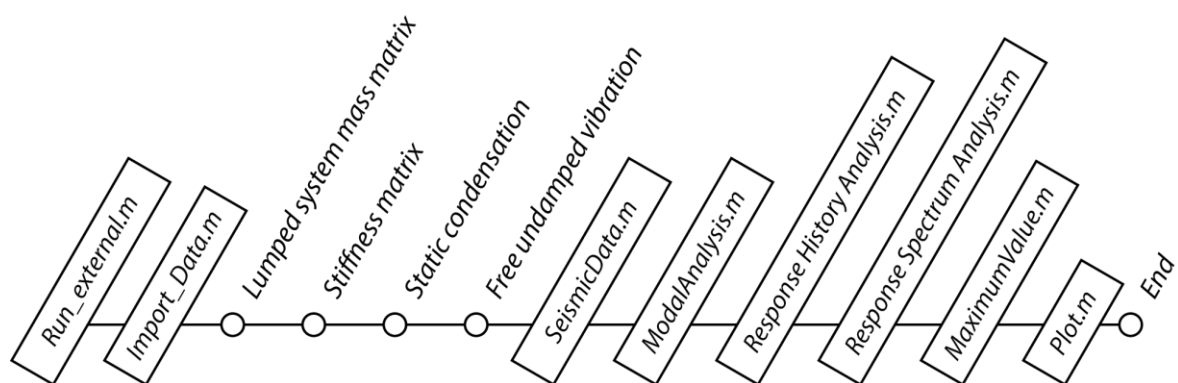 Run_external.m
Import_Data.m
Lumped system mass matrix
Stiffness matrix
Static condensation
Free undamped vibration
SeismicData.m
ModalAnalysis.m
Response History Analysis.m
Response Spectrum Analysis.m
MaximumValue.m
Plot.m
End